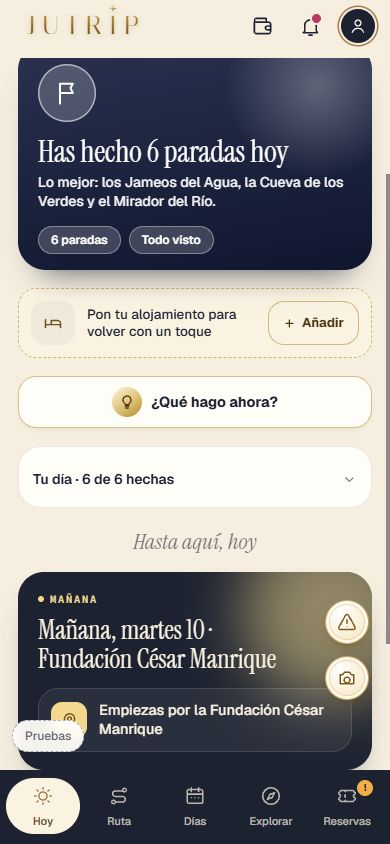 JUTRIP
Has hecho 6 paradas hoy
Lo mejor: los Jameos del Agua, la Cueva de los
Verdes y el Mirador del Río.
6 paradas
Todo visto
Pon tu alojamiento para
volver con un toque
+ Añadir
¿Qué hago ahora?
Tu día · 6 de 6 hechas
Hasta aquí, hoy
MAÑANA
Mañana, martes 10 ·
Fundación César Manrique
Empiezas por la Fundación César
Manrique
Pruebas
!
Hoy
Ruta
Días
Explorar
Reservas